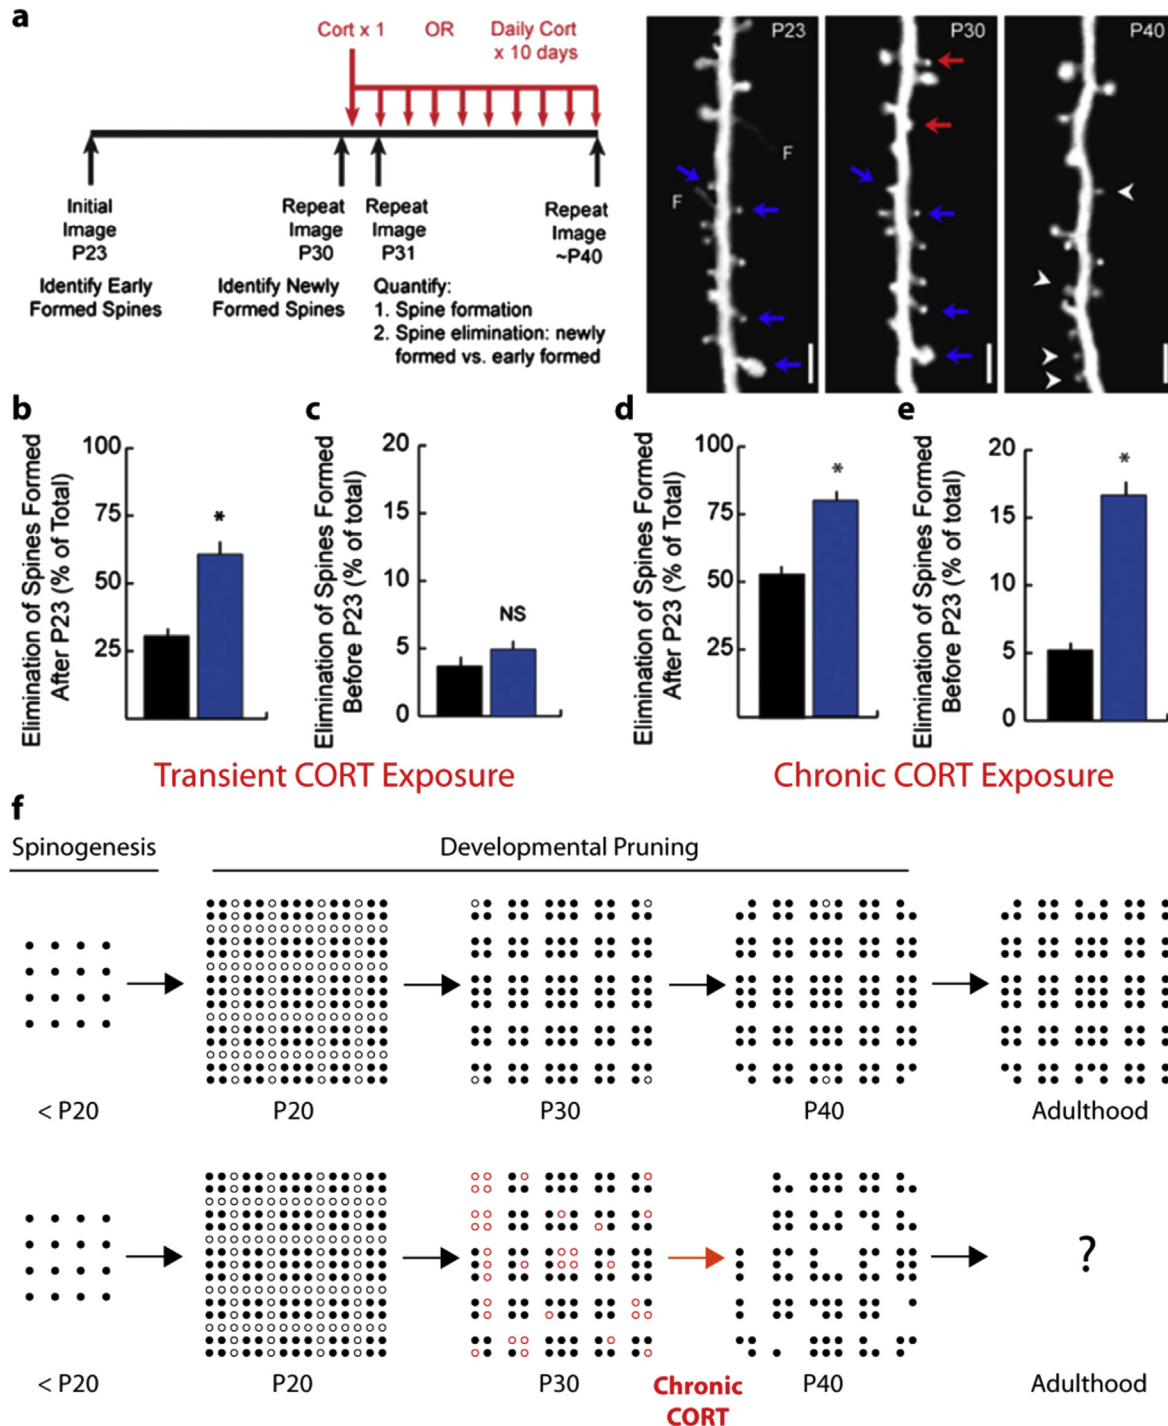 a
Cort x 1 OR Daily Cort
x 10 days
Initial
Image
P23
Repeat
Image
P30
Repeat
Image
P31
Repeat
Image
~P40
Identify Early
Formed Spines
Identify Newly
Formed Spines
Quantify:
1. Spine formation
2. Spine elimination: newly
formed vs. early formed
P23
F
F
P30
P40
b
Elimination of Spines Formed
After P23 (% of Total)
100
75
50
25
*
c
Elimination of Spines Formed
Before P23 (% of total)
20
15
10
5
0
NS
Transient CORT Exposure
d
Elimination of Spines Formed
After P23 (% of Total)
100
75
50
25
*
e
Elimination of Spines Formed
Before P23 (% of total)
20
15
10
5
0
*
Chronic CORT Exposure
f
Spinogenesis
Developmental Pruning
< P20 P20 P30 P40 Adulthood
?
< P20 P20 P30 Chronic P40 Adulthood
CORT